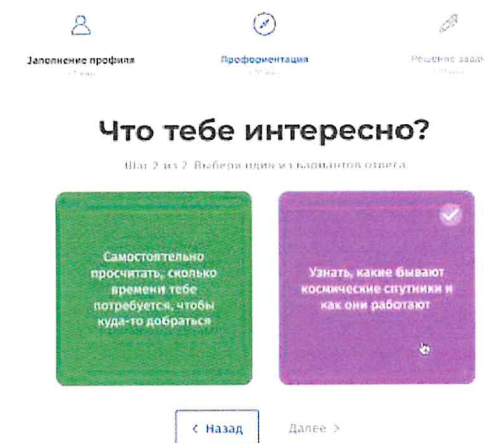 Заполнение профиля
Профориентация
Решение задач
Что тебе интересно?
Шаг 2 из 2. Выбери один из вариантов ответа
Самостоятельно
просчитать, сколько
времени тебе
потребуется, чтобы
куда-то добраться
Узнать, какие бывают
космические спутники и
как они работают
< Назад
Далее >